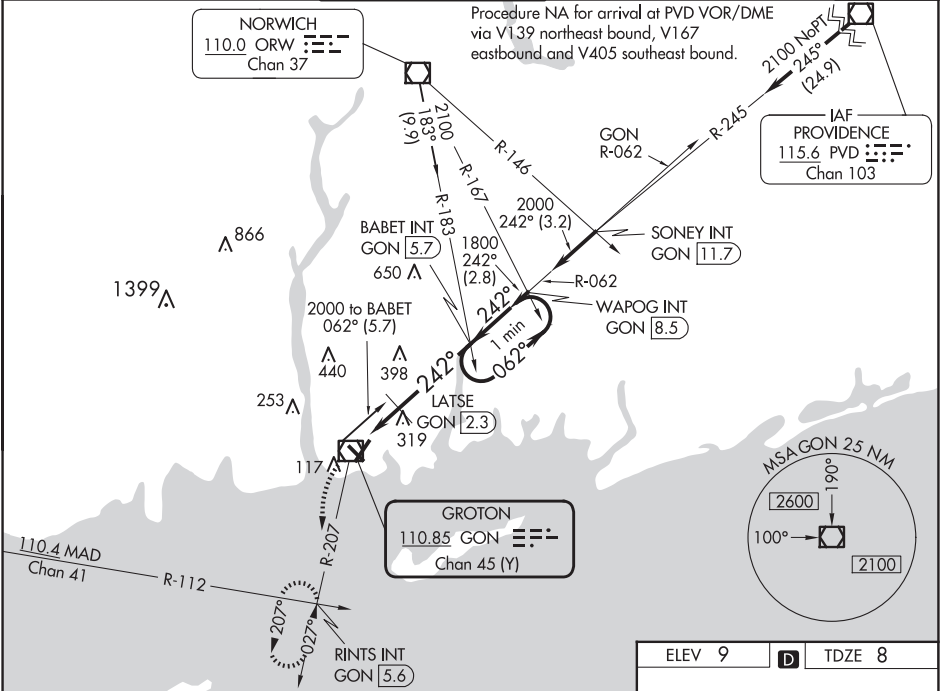 NORWICH
110.0 ORW
Chan 37
Procedure NA for arrival at PVD VOR/DME
via V139 northeast bound, V167
eastbound and V405 southeast bound.
2100 NoPT
245°
(24.9)
R-245
IAF
PROVIDENCE
115.6 PVD
Chan 103
2100
183°
(9.9)
R-183
R-167
R-146
GON
R-062
2000
242° (3.2)
SONEY INT
GON 11.7
BABET INT
GON 5.7
1800
242°
(2.8)
R-062
WAPOG INT
GON 8.5
866
650
1399
2000 to BABET
062° (5.7)
242°
1 min
062°
440
398
242°
LATSE
GON 2.3
253
319
117
GROTON
110.85 GON
Chan 45 (Y)
R-207
110.4 MAD
Chan 41
R-112
207°
027°
RINTS INT
GON 5.6
MSA GON 25 NM
2600
190°
100°
2100
ELEV 9 D TDZE 8